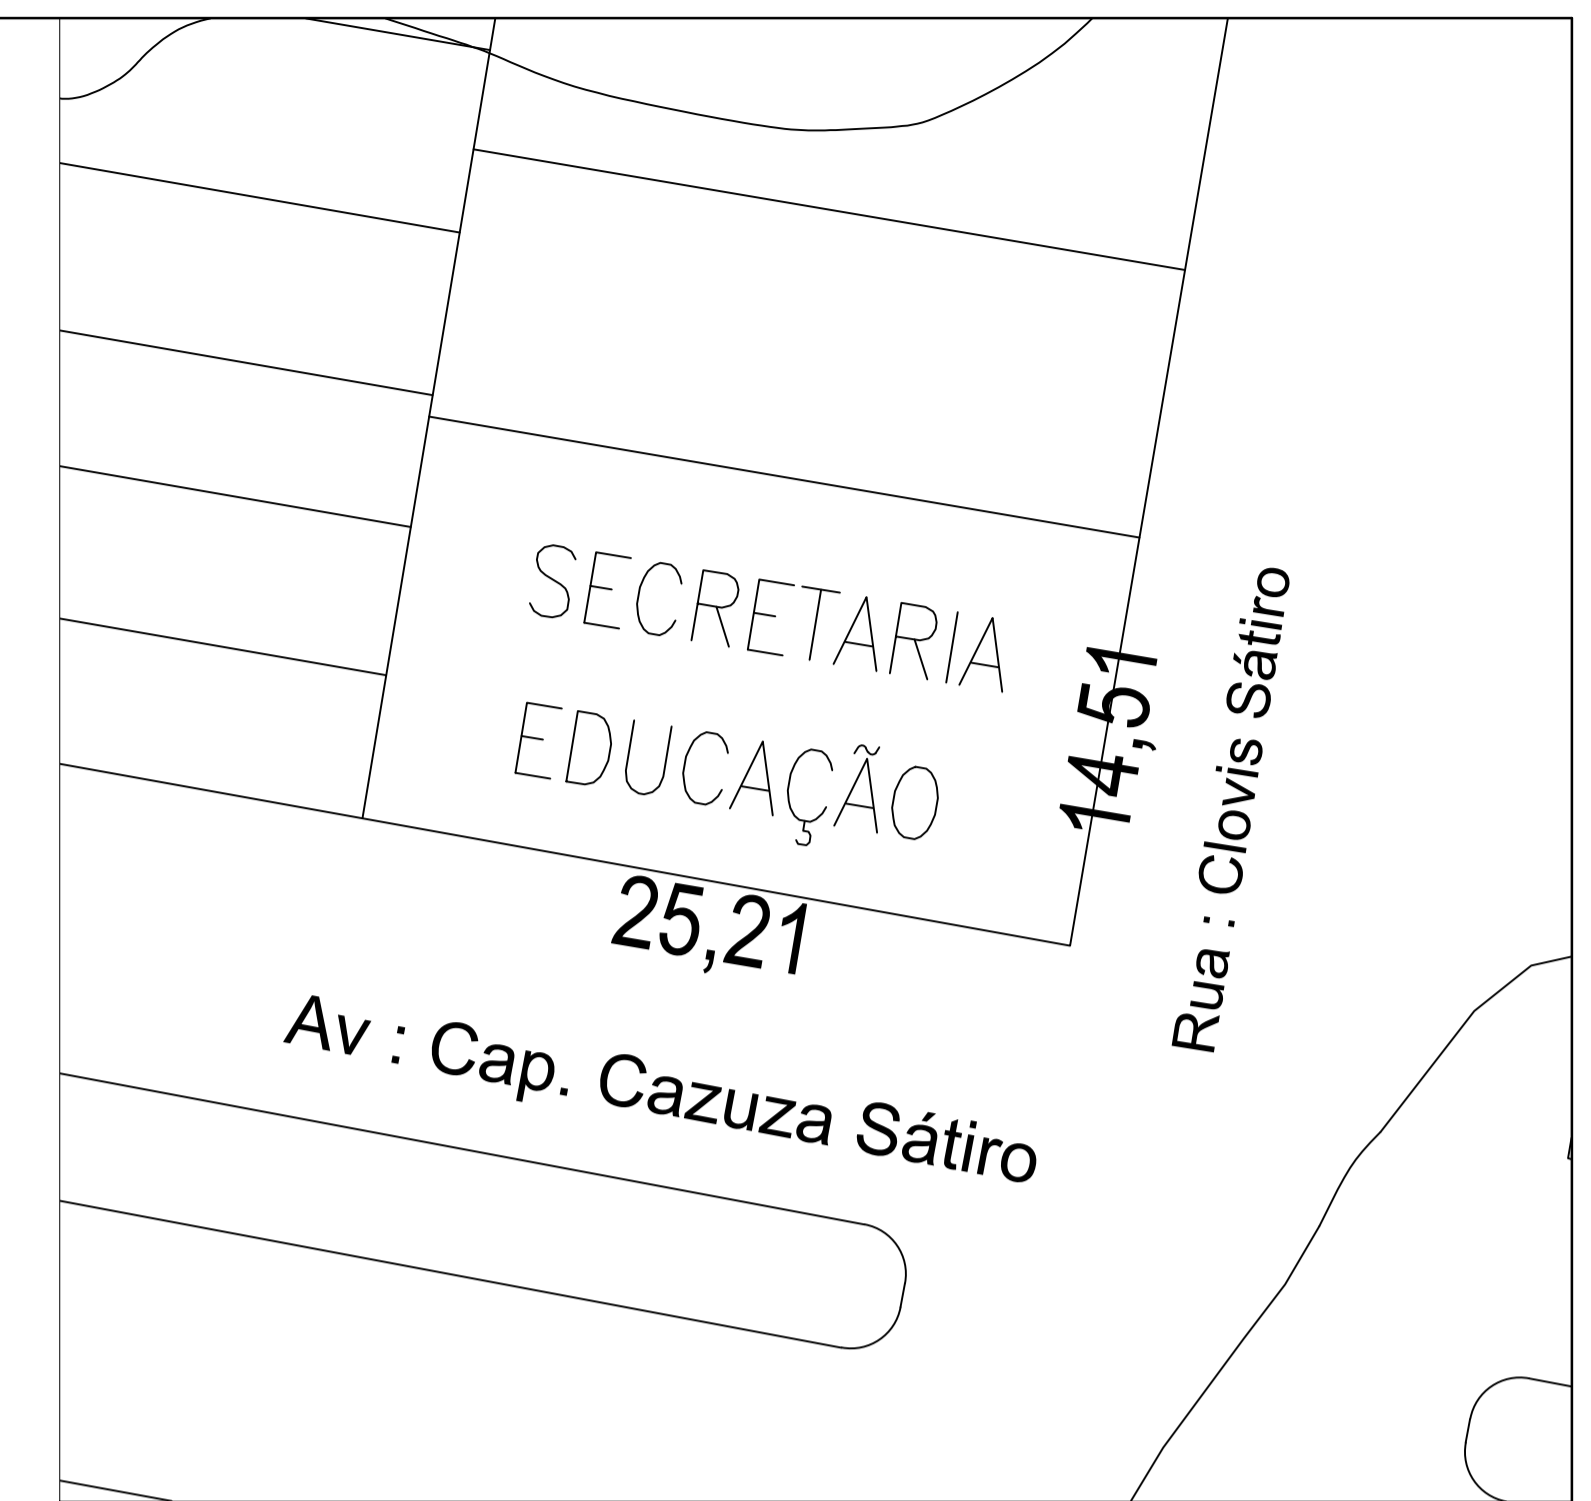 SECRETARIA
EDUCAÇÃO
14,51
Rua : Clovis Sátiro
25,21
Av : Cap. Cazuza Sátiro